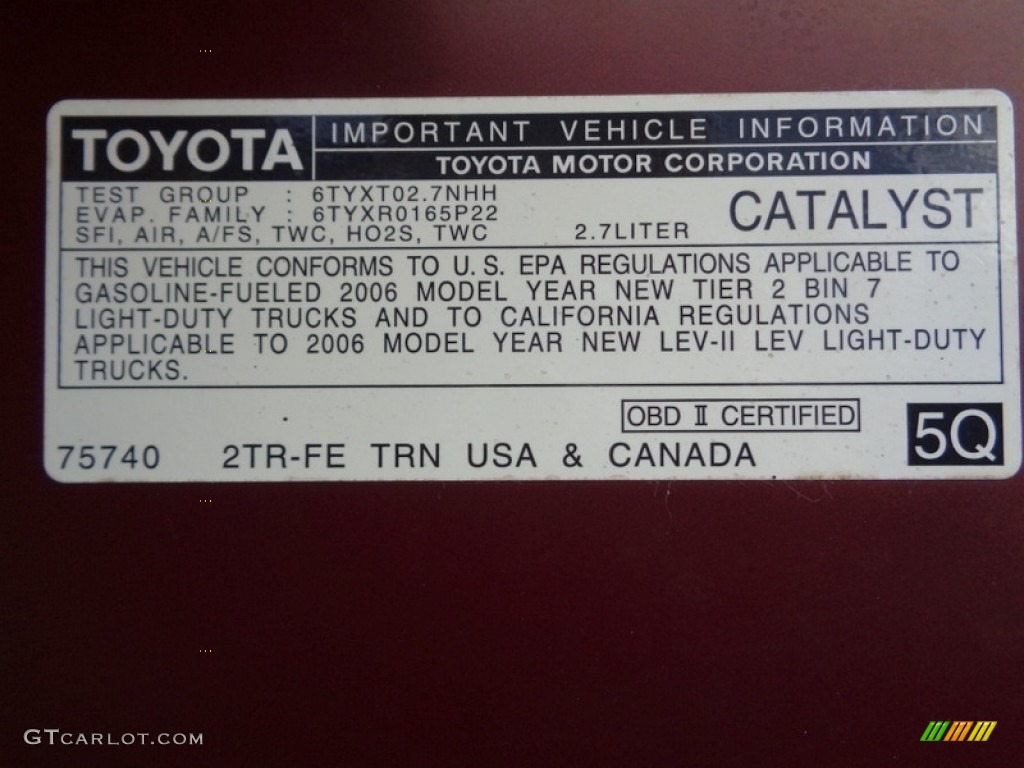 TOYOTA
IMPORTANT VEHICLE INFORMATION
TOYOTA MOTOR CORPORATION
TEST GROUP : 6TYXT02.7NHH
EVAP. FAMILY : 6TYXR0165P22
SFI, AIR, A/FS, TWC, HO2S, TWC 2.7LITER
CATALYST
THIS VEHICLE CONFORMS TO U.S. EPA REGULATIONS APPLICABLE TO
GASOLINE-FUELED 2006 MODEL YEAR NEW TIER 2 BIN 7
LIGHT-DUTY TRUCKS AND TO CALIFORNIA REGULATIONS
APPLICABLE TO 2006 MODEL YEAR NEW LEV-II LEV LIGHT-DUTY
TRUCKS.
OBD II CERTIFIED
75740 2TR-FE TRN USA & CANADA
5Q
GTCARLOT.COM